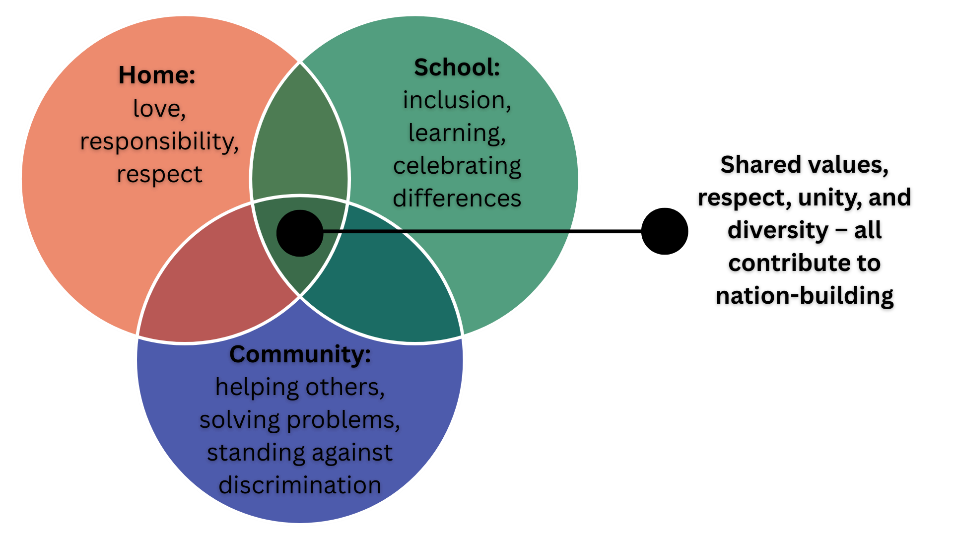 Home:
love,
responsibility,
respect
School:
inclusion,
learning,
celebrating
differences
Shared values,
respect, unity, and
diversity – all
contribute to
nation-building
Community:
helping others,
solving problems,
standing against
discrimination